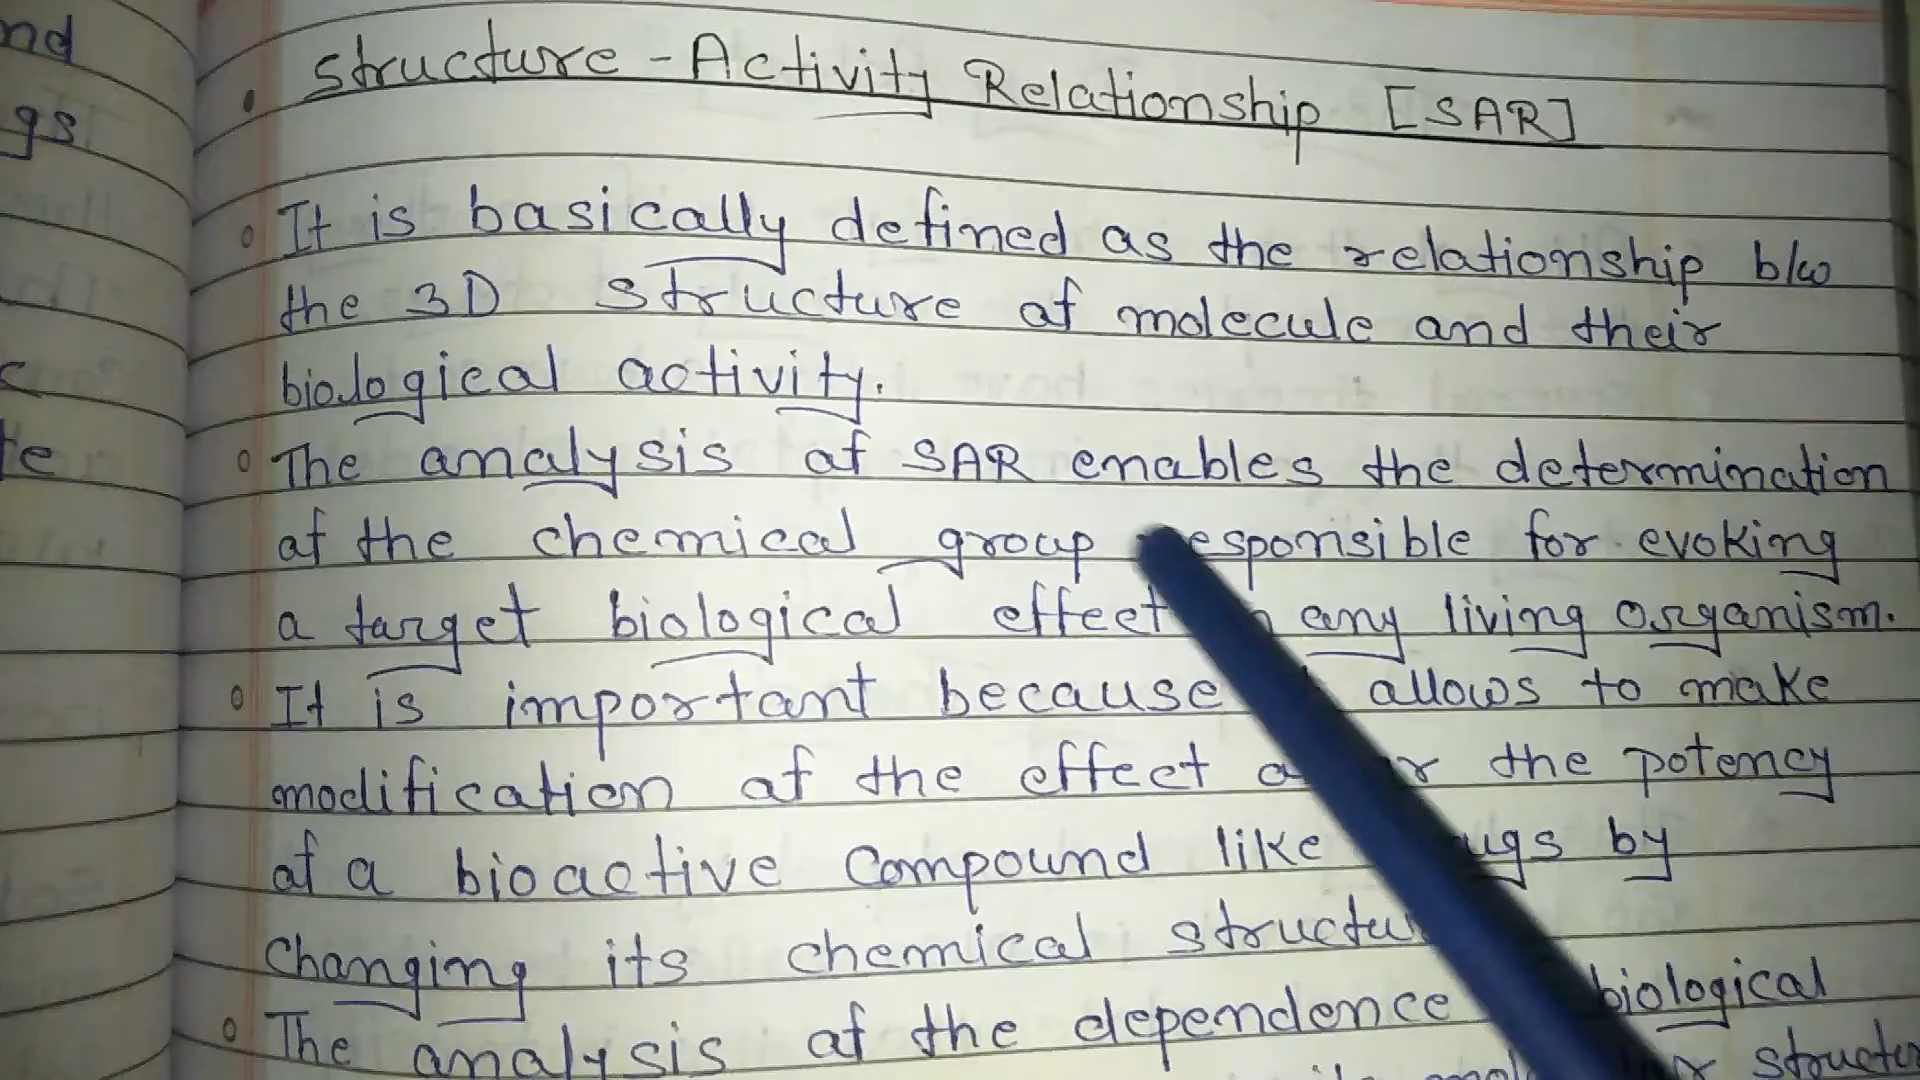 nd
gs
te
Structure - Activity Relationship [SAR]
It is basically defined as the relationship b/w
the 3D structure of molecule and their
biological activity.
The analysis of SAR enables the determination
of the chemical group responsible for evoking
a target biological effect any living organism.
It is important because allows to make
modification of the effect the potency
of a bioactive compound like by
changing its chemical
The analysis of the dependence biological